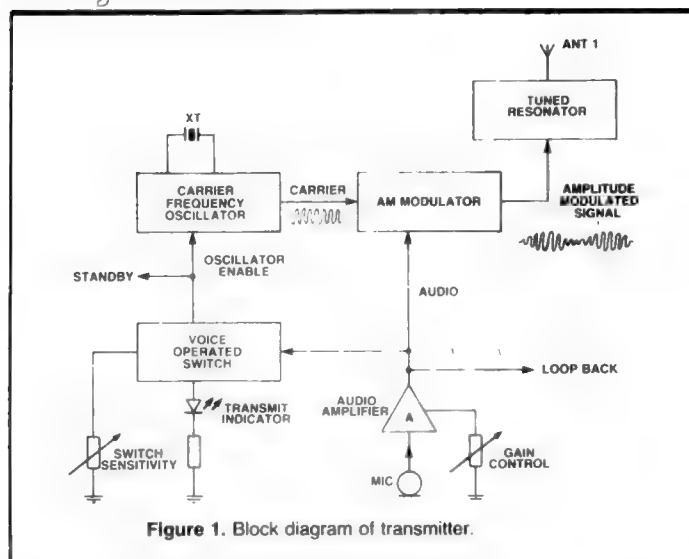 ANT 1
TUNED
RESONATOR
XT
CARRIER
FREQUENCY
OSCILLATOR
CARRIER
AM MODULATOR
AMPLITUDE
MODULATED
SIGNAL
OSCILLATOR
ENABLE
STANDBY
AUDIO
VOICE
OPERATED
SWITCH
LOOP BACK
TRANSMIT
INDICATOR
AUDIO
AMPLIFIER
A
SWITCH
SENSITIVITY
MIC
GAIN
CONTROL
Figure 1. Block diagram of transmitter.